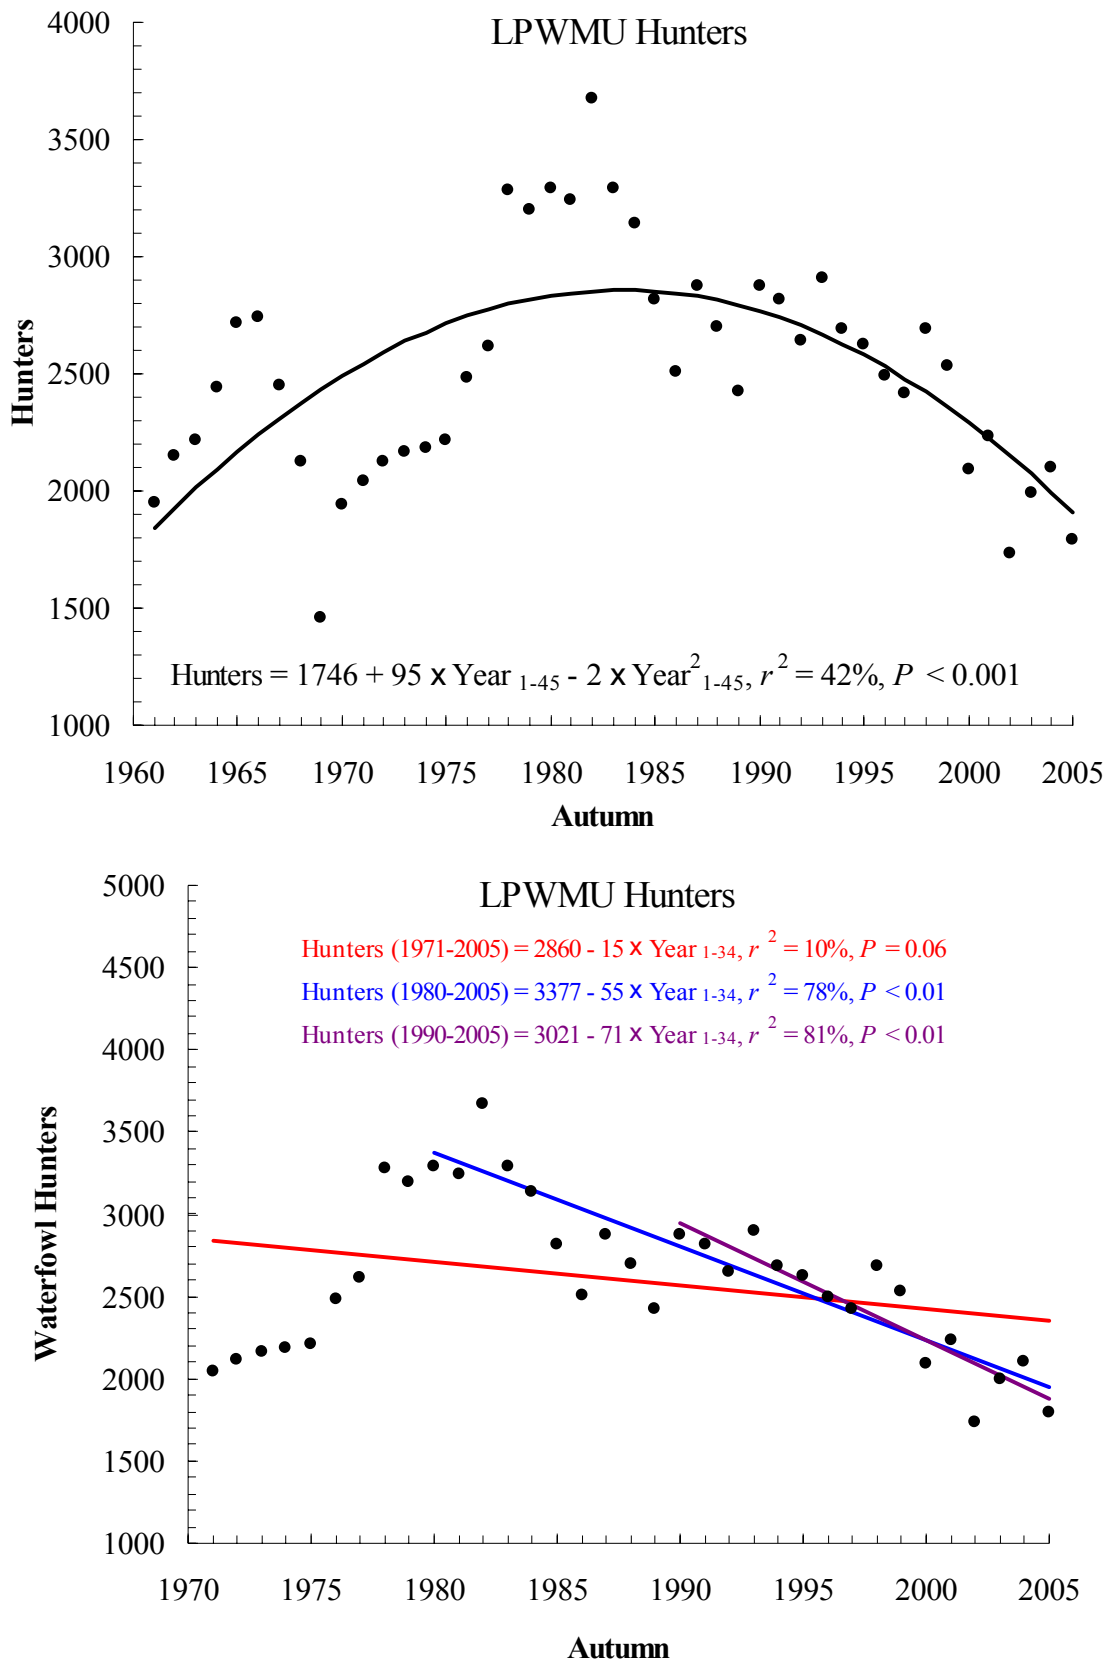 LPWMU Hunters
4000
3500
3000
2500
2000
1500
1000
Hunters
Hunters = 1746 + 95 x Year 1-45 - 2 x Year2 1-45, r 2 = 42%, P < 0.001
1960 1965 1970 1975 1980 1985 1990 1995 2000 2005
Autumn
LPWMU Hunters
5000
4500
4000
3500
3000
2500
2000
1500
1000
Waterfowl Hunters
Hunters (1971-2005) = 2860 - 15 x Year 1-34, r 2 = 10%, P = 0.06
Hunters (1980-2005) = 3377 - 55 x Year 1-34, r 2 = 78%, P < 0.01
Hunters (1990-2005) = 3021 - 71 x Year 1-34, r 2 = 81%, P < 0.01
1970 1975 1980 1985 1990 1995 2000 2005
Autumn